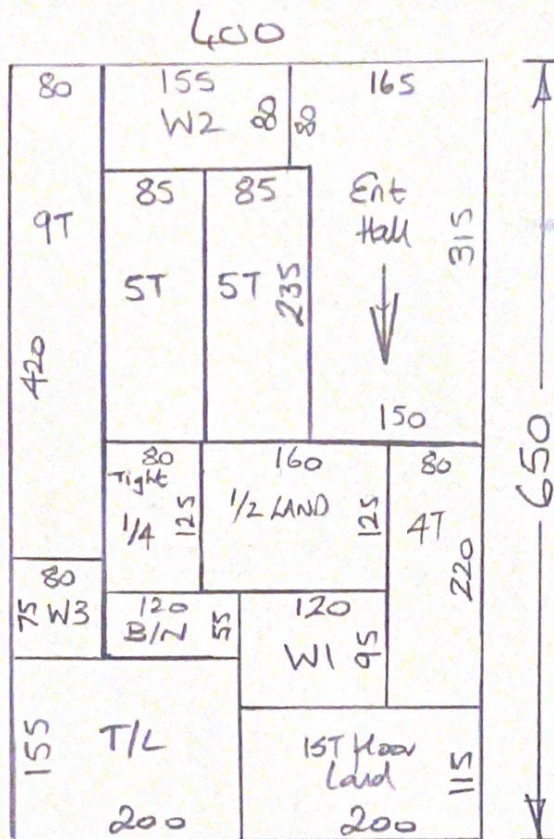 400
80 155 165
W2 80 80
85 85 Ent
Hall
9T 5T 5T 235 315
420
150
650
80 160 80
Tight
1/4 125 1/2 LAND 125 4T
220
80 120 120
75 W3 B/N 55 W1 95
155 T/L 1ST floor
Land 115
200 200